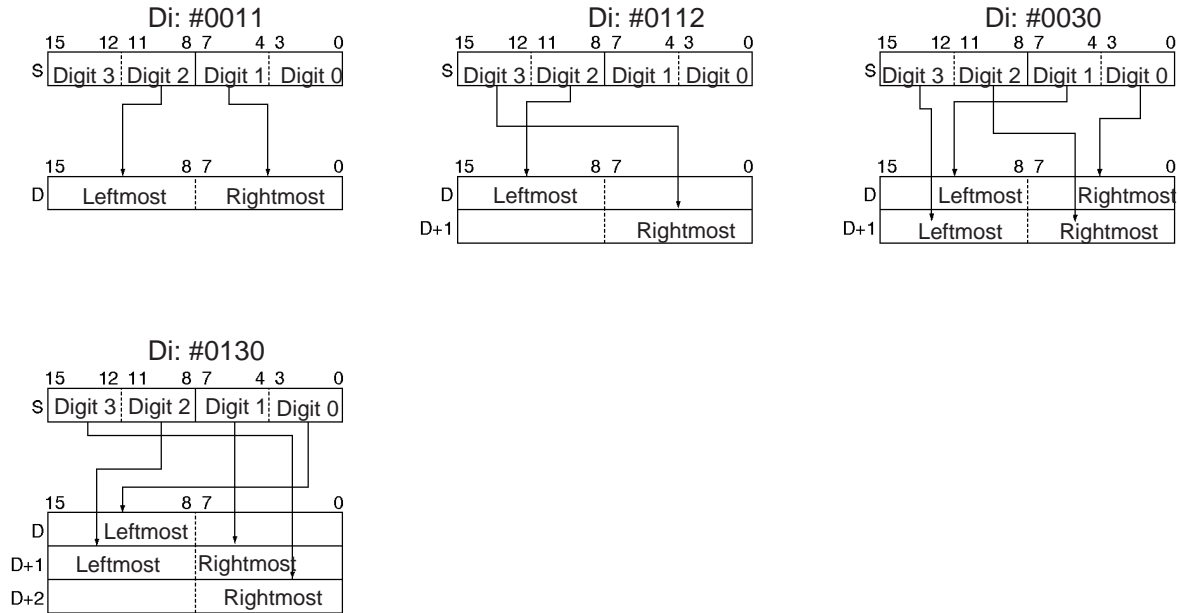 Di: #0011
15 12 11 8 7 4 3 0
S Digit 3 Digit 2 Digit 1 Digit 0
15 8 7 0
D Leftmost Rightmost
Di: #0112
15 12 11 8 7 4 3 0
S Digit 3 Digit 2 Digit 1 Digit 0
15 8 7 0
D Leftmost
D+1 Rightmost
Di: #0030
15 12 11 8 7 4 3 0
S Digit 3 Digit 2 Digit 1 Digit 0
15 8 7 0
D Leftmost Rightmost
D+1 Leftmost Rightmost
Di: #0130
15 12 11 8 7 4 3 0
S Digit 3 Digit 2 Digit 1 Digit 0
15 8 7 0
D Leftmost
D+1 Leftmost Rightmost
D+2 Rightmost